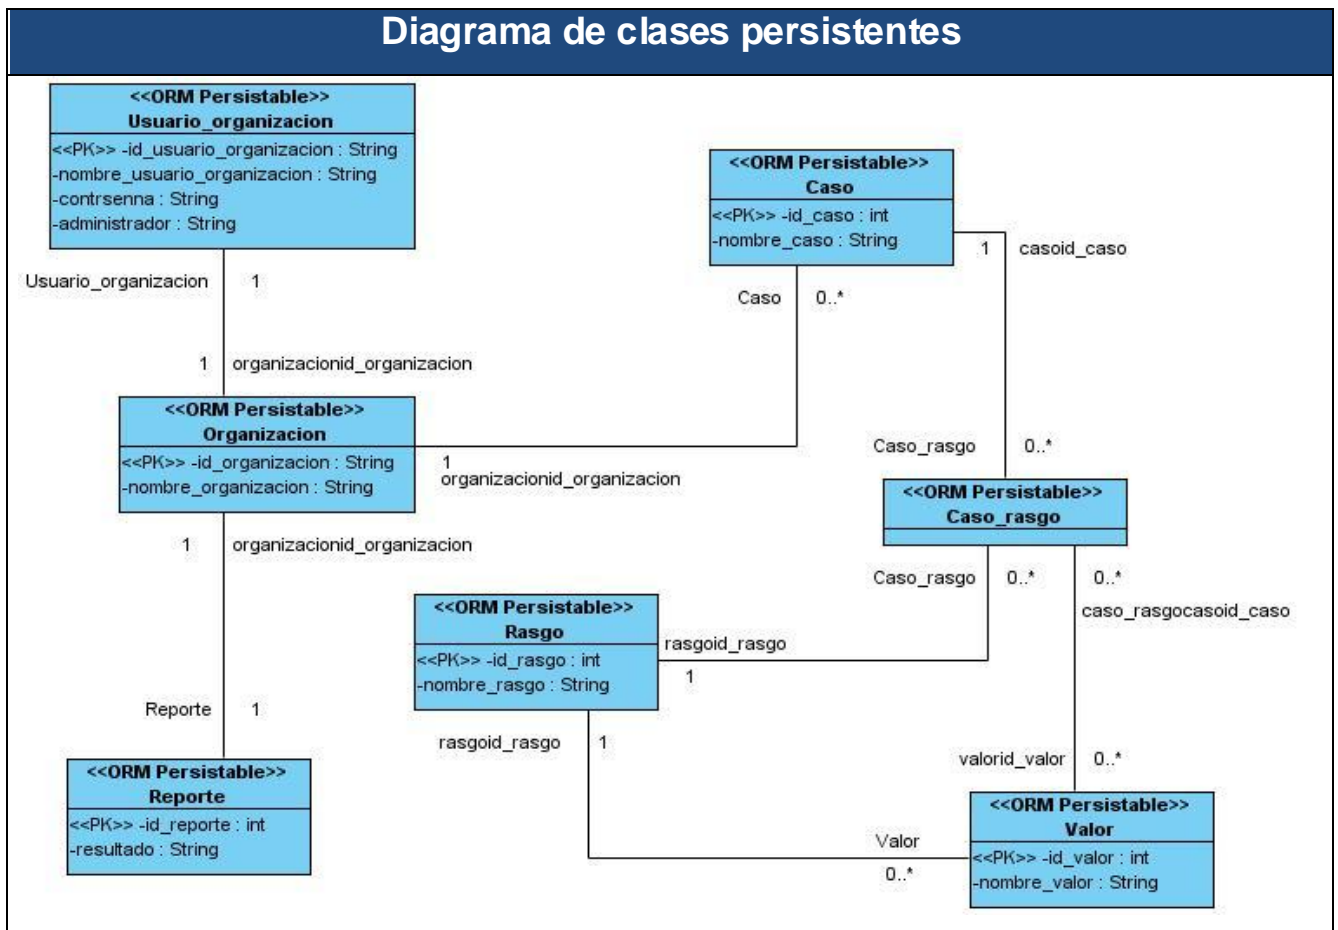 Diagrama de clases persistentes
<<ORM Persistable>>
Usuario_organizacion
<<PK>> -id_usuario_organizacion : String
-nombre_usuario_organizacion : String
-contrsenna : String
-administrador : String
Usuario_organizacion 1
1 organizacionid_organizacion
<<ORM Persistable>>
Organizacion
<<PK>> -id_organizacion : String
-nombre_organizacion : String
1 organizacionid_organizacion
Reporte 1
<<ORM Persistable>>
Reporte
<<PK>> -id_reporte : int
-resultado : String
<<ORM Persistable>>
Caso
<<PK>> -id_caso : int
-nombre_caso : String
1 casoid_caso
Caso 0..*
1
organizacionid_organizacion
Caso_rasgo 0..*
<<ORM Persistable>>
Caso_rasgo
Caso_rasgo 0..* 0..*
caso_rasgocasoid_caso
<<ORM Persistable>>
Rasgo
<<PK>> -id_rasgo : int
-nombre_rasgo : String
rasgoid_rasgo
1
rasgoid_rasgo 1
valorid_valor 0..*
Valor
0..*
<<ORM Persistable>>
Valor
<<PK>> -id_valor : int
-nombre_valor : String